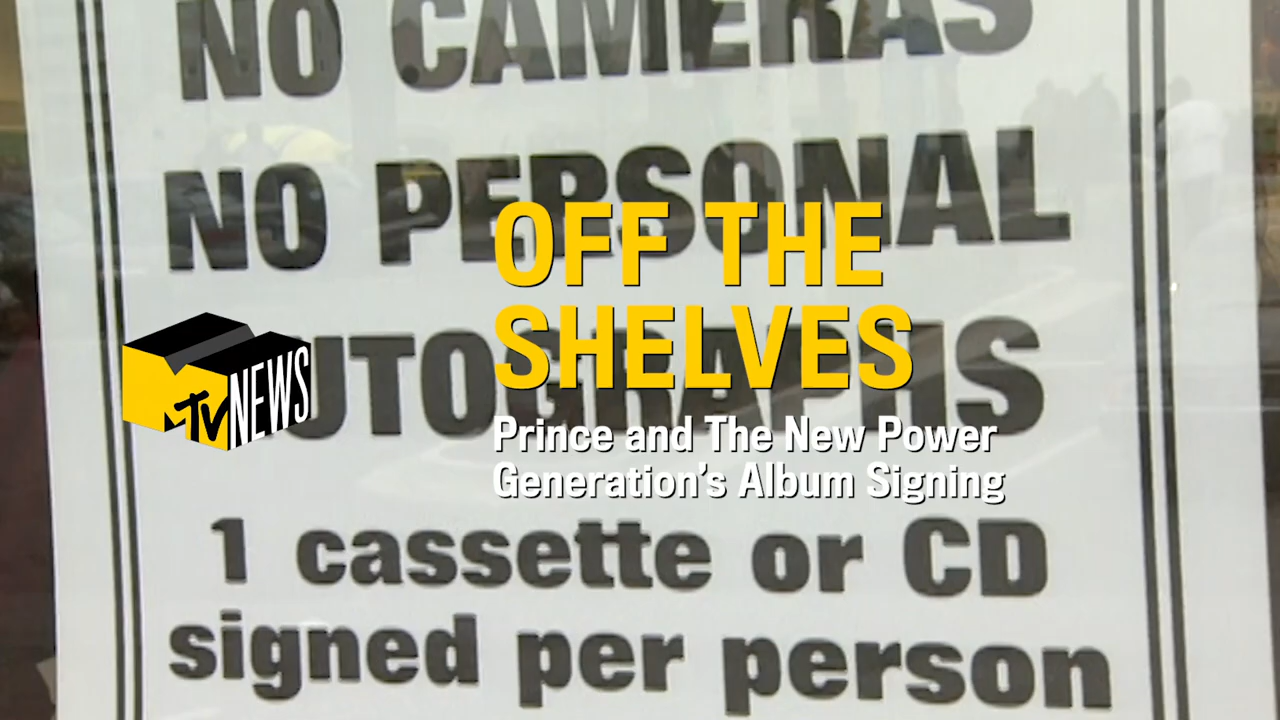 NO CAMERAS
NO PERSONAL
OFF THE
SHELVES
AUTOGRAPHS
MTV NEWS
Prince and The New Power
Generation's Album Signing
1 cassette or CD
signed per person